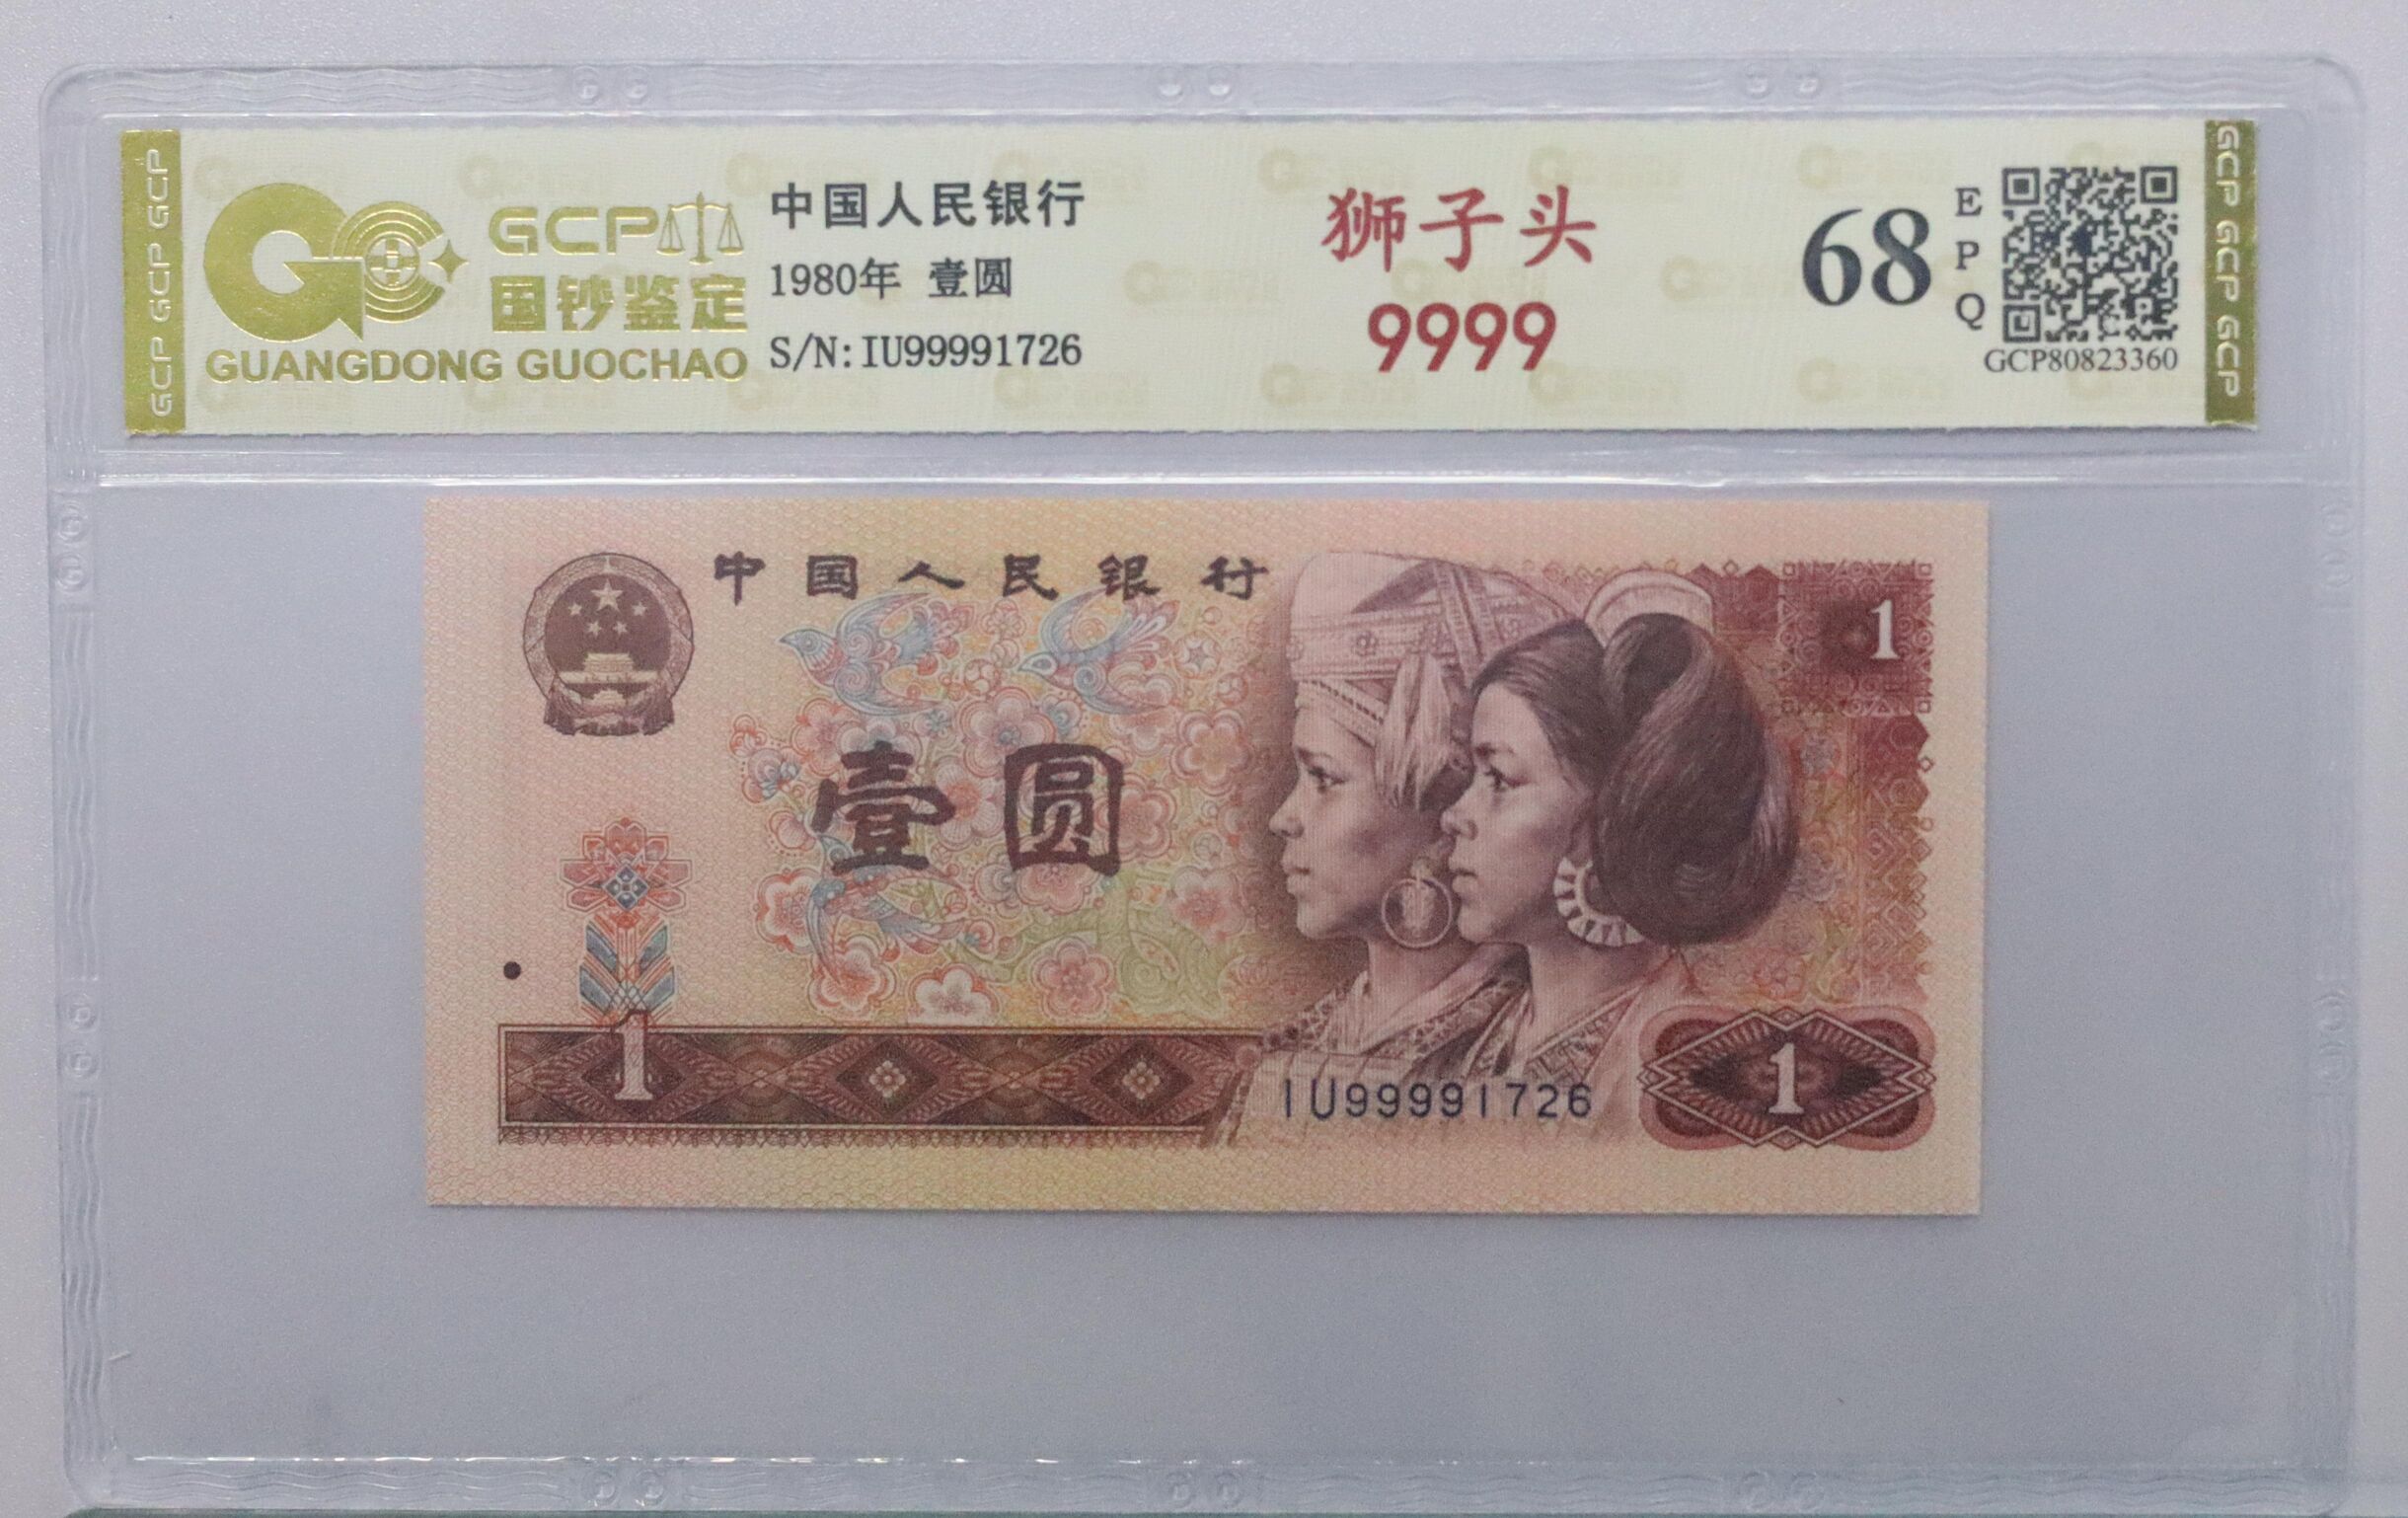 GCP GCP GCP
GCP
国钞鉴定
GUANGDONG GUOCHAO
中国人民银行
1980年 壹圆
S/N:IU99991726
狮子头
9999
68
EPQ
GCP80823360
GCP GCP GCP
中国人民银行
1
壹圆
1
IU99991726
1